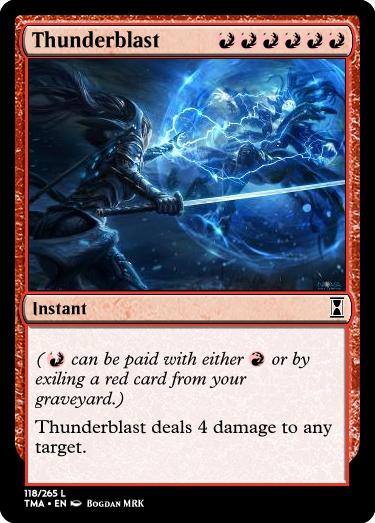 Thunderblast
Instant
( can be paid with either or by
exiling a red card from your
graveyard.)
Thunderblast deals 4 damage to any
target.
118/265 L
TMA • EN Bogdan MRK